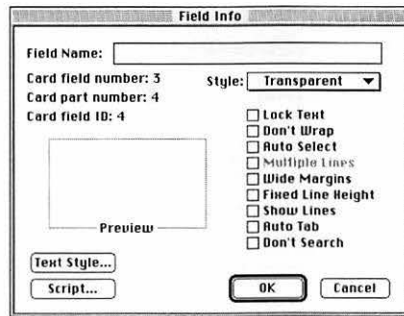 Field Info
Field Name:
Card field number: 3
Style: Transparent
Card part number: 4
Card field ID: 4
Lock Text
Don't Wrap
Auto Select
Multiple Lines
Wide Margins
Fixed Line Height
Show Lines
Auto Tab
Don't Search
Preview
Text Style...
Script...
OK
Cancel